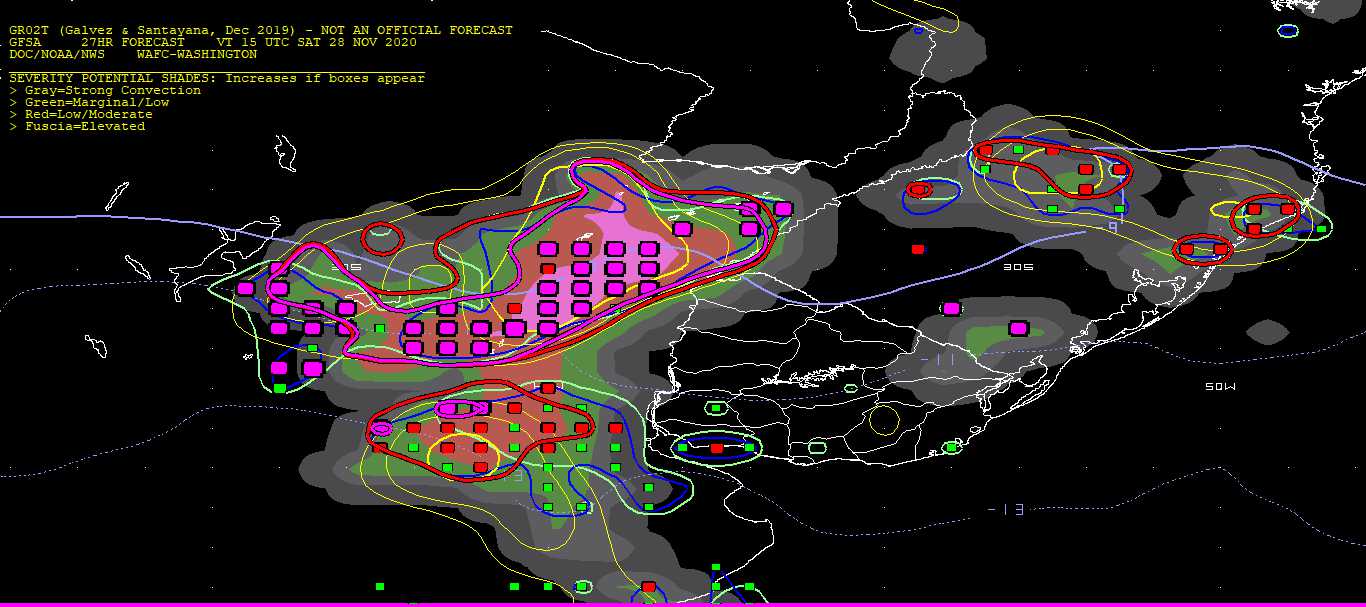 GR02T (Galvez & Santayana, Dec 2019) - NOT AN OFFICIAL FORECAST
GFSA 27HR FORECAST VT 15 UTC SAT 28 NOV 2020
DOC/NOAA/NWS WAFC-WASHINGTON
SEVERITY POTENTIAL SHADES: Increases if boxes appear
> Gray=Strong Convection
> Green=Marginal/Low
> Red=Low/Moderate
> Fuscia=Elevated
-9
30S
30S
-11
50W
-13